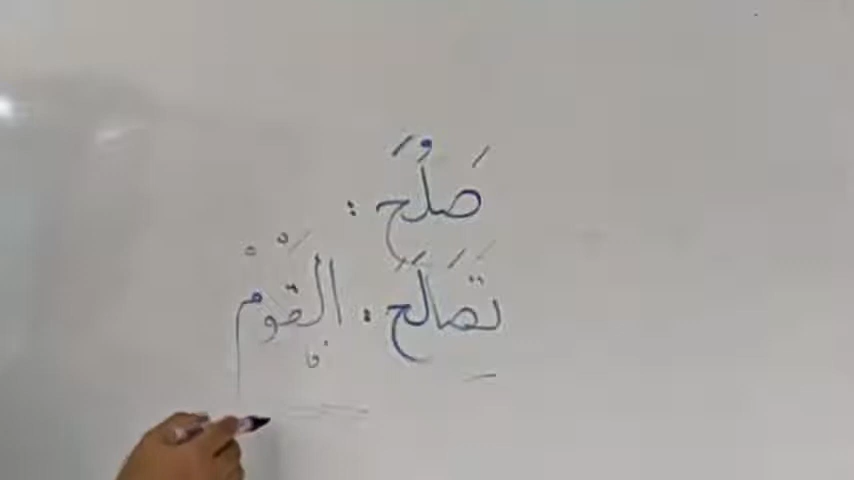 صَلُحَ :
تَصَالَحَ : القَوْمْ